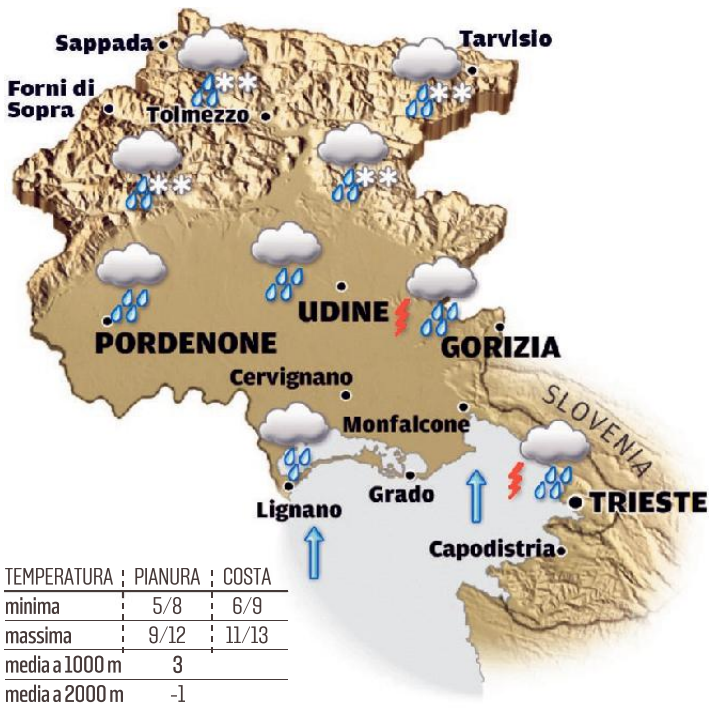 Sappada
Tarvisio
Forni di
Sopra
Tolmezzo
UDINE
PORDENONE
GORIZIA
Cervignano
SLOVENIA
Monfalcone
Grado
Lignano
TRIESTE
Capodistria
TEMPERATURA PIANURA COSTA
minima 5/8 6/9
massima 9/12 11/13
media a 1000 m 3
media a 2000 m -1